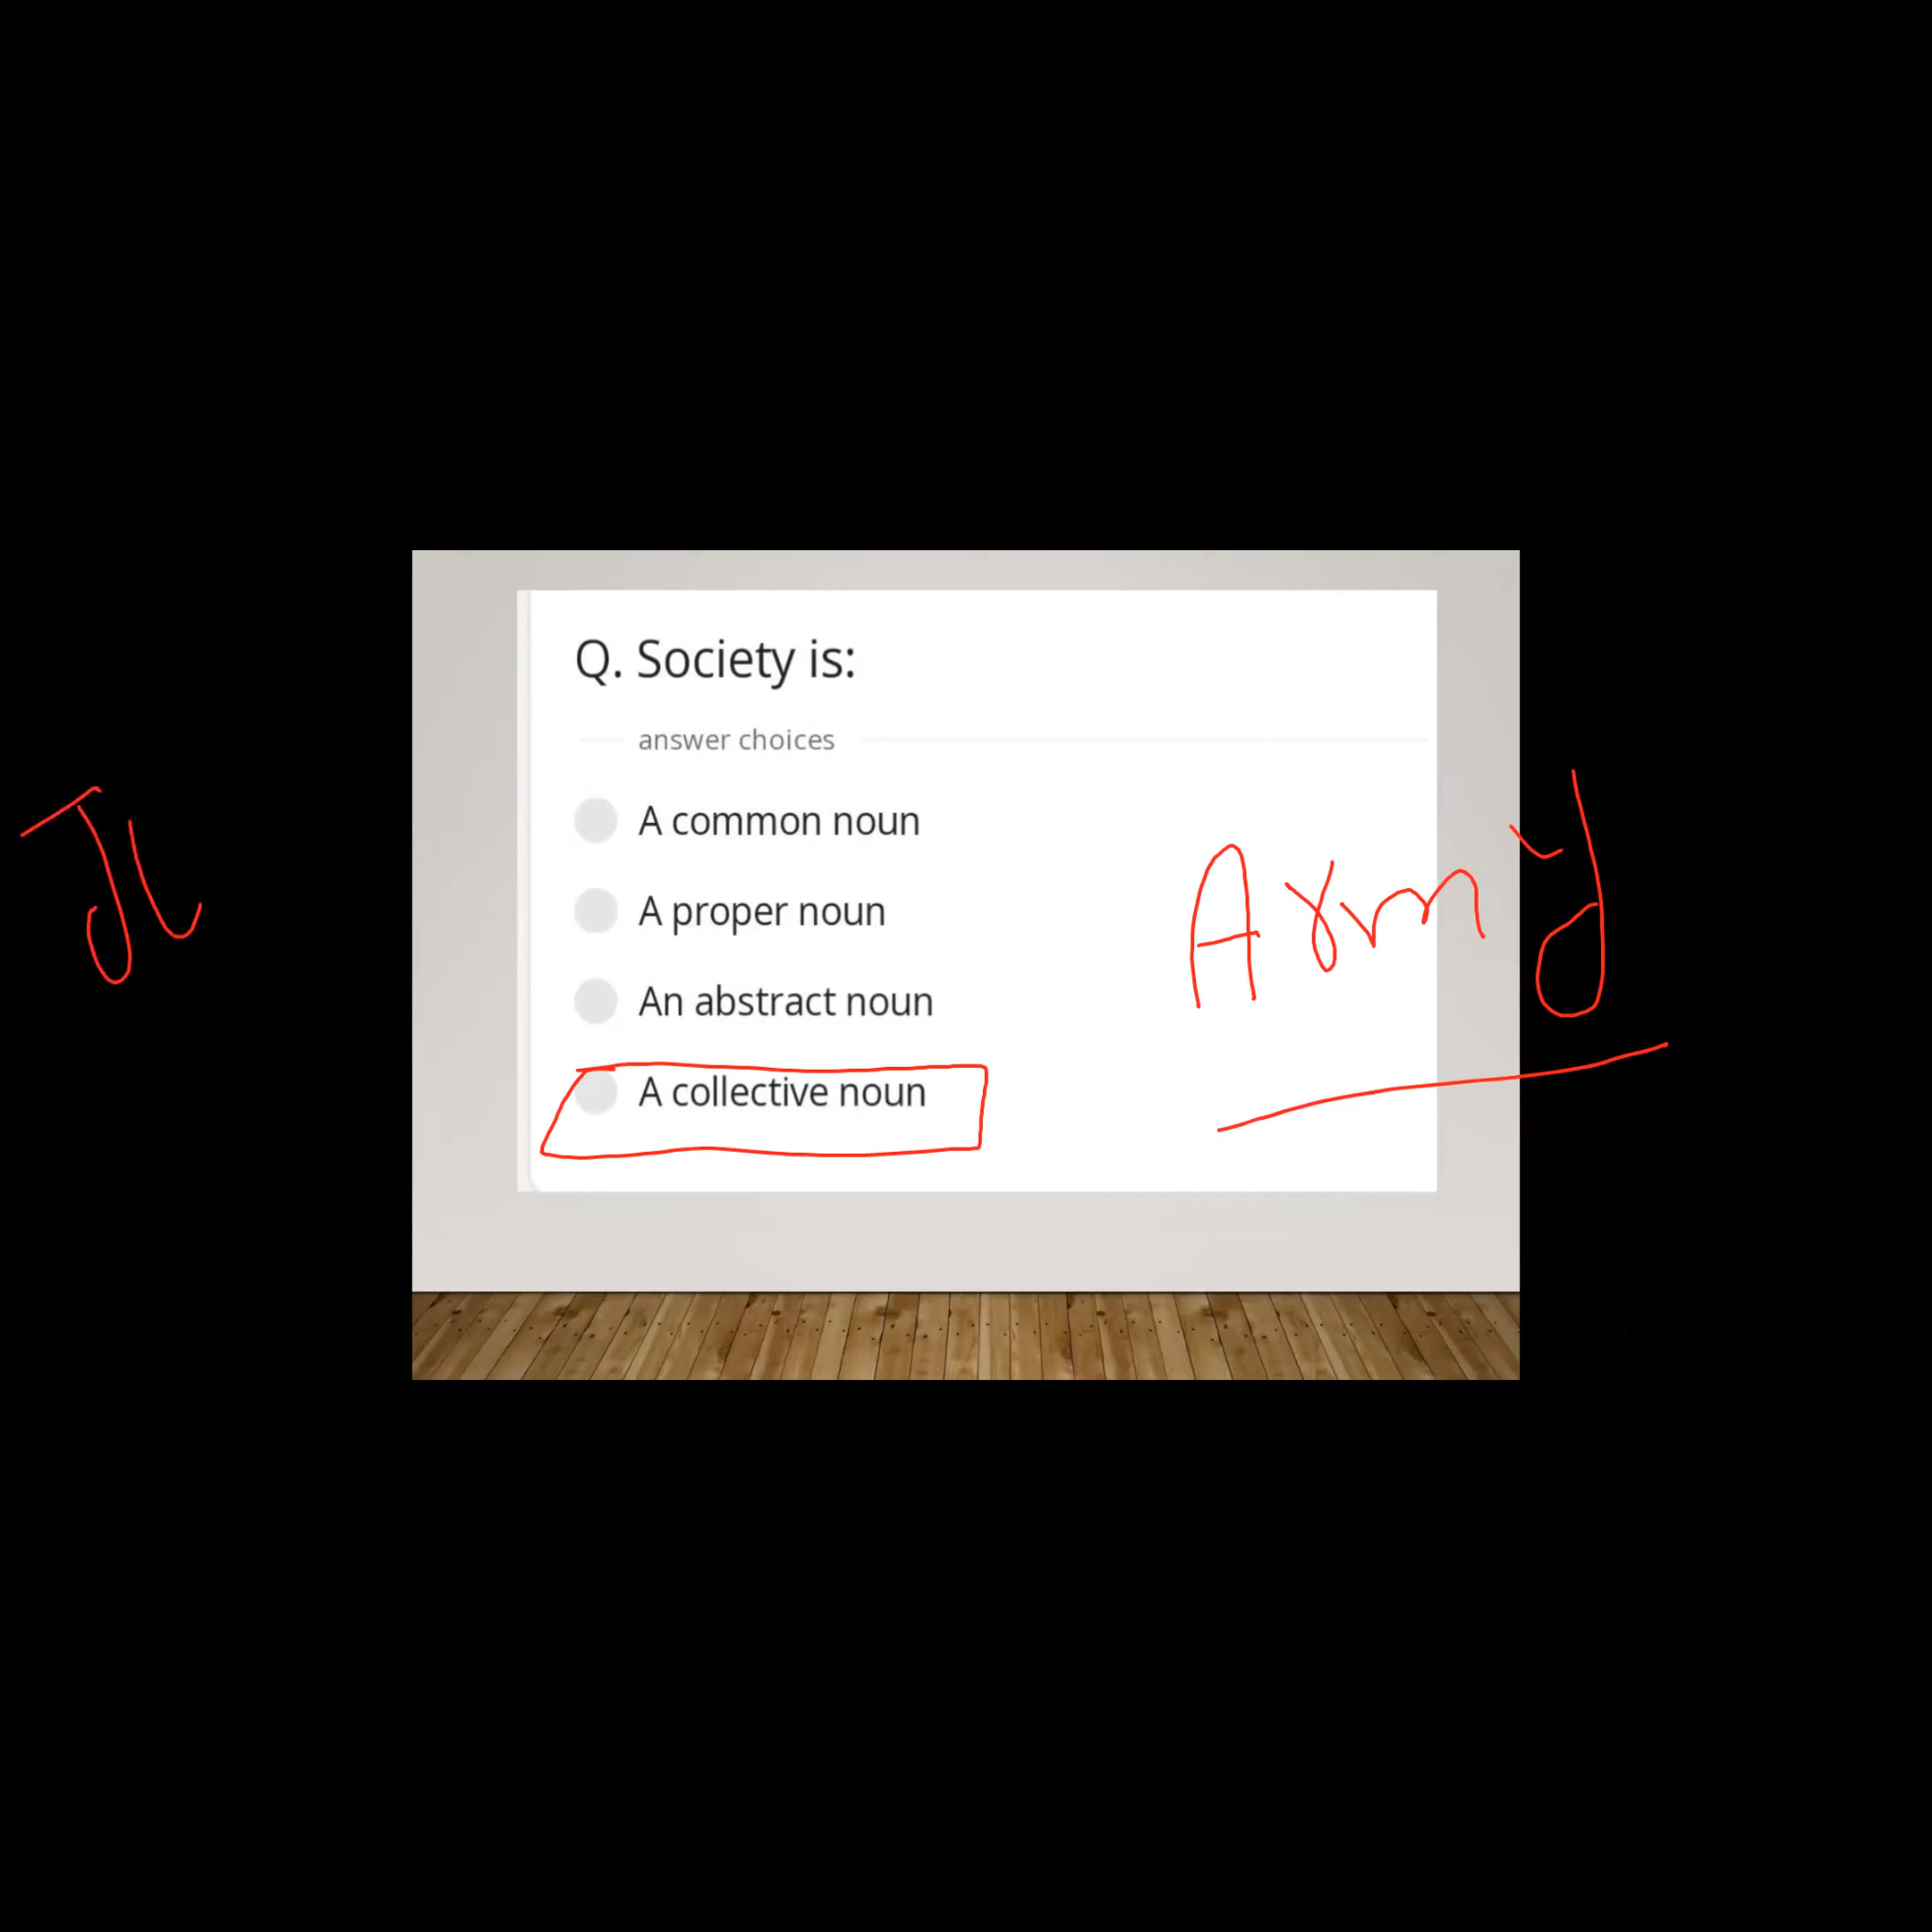 Q. Society is:
answer choices
A common noun
A proper noun
An abstract noun
A collective noun
Army